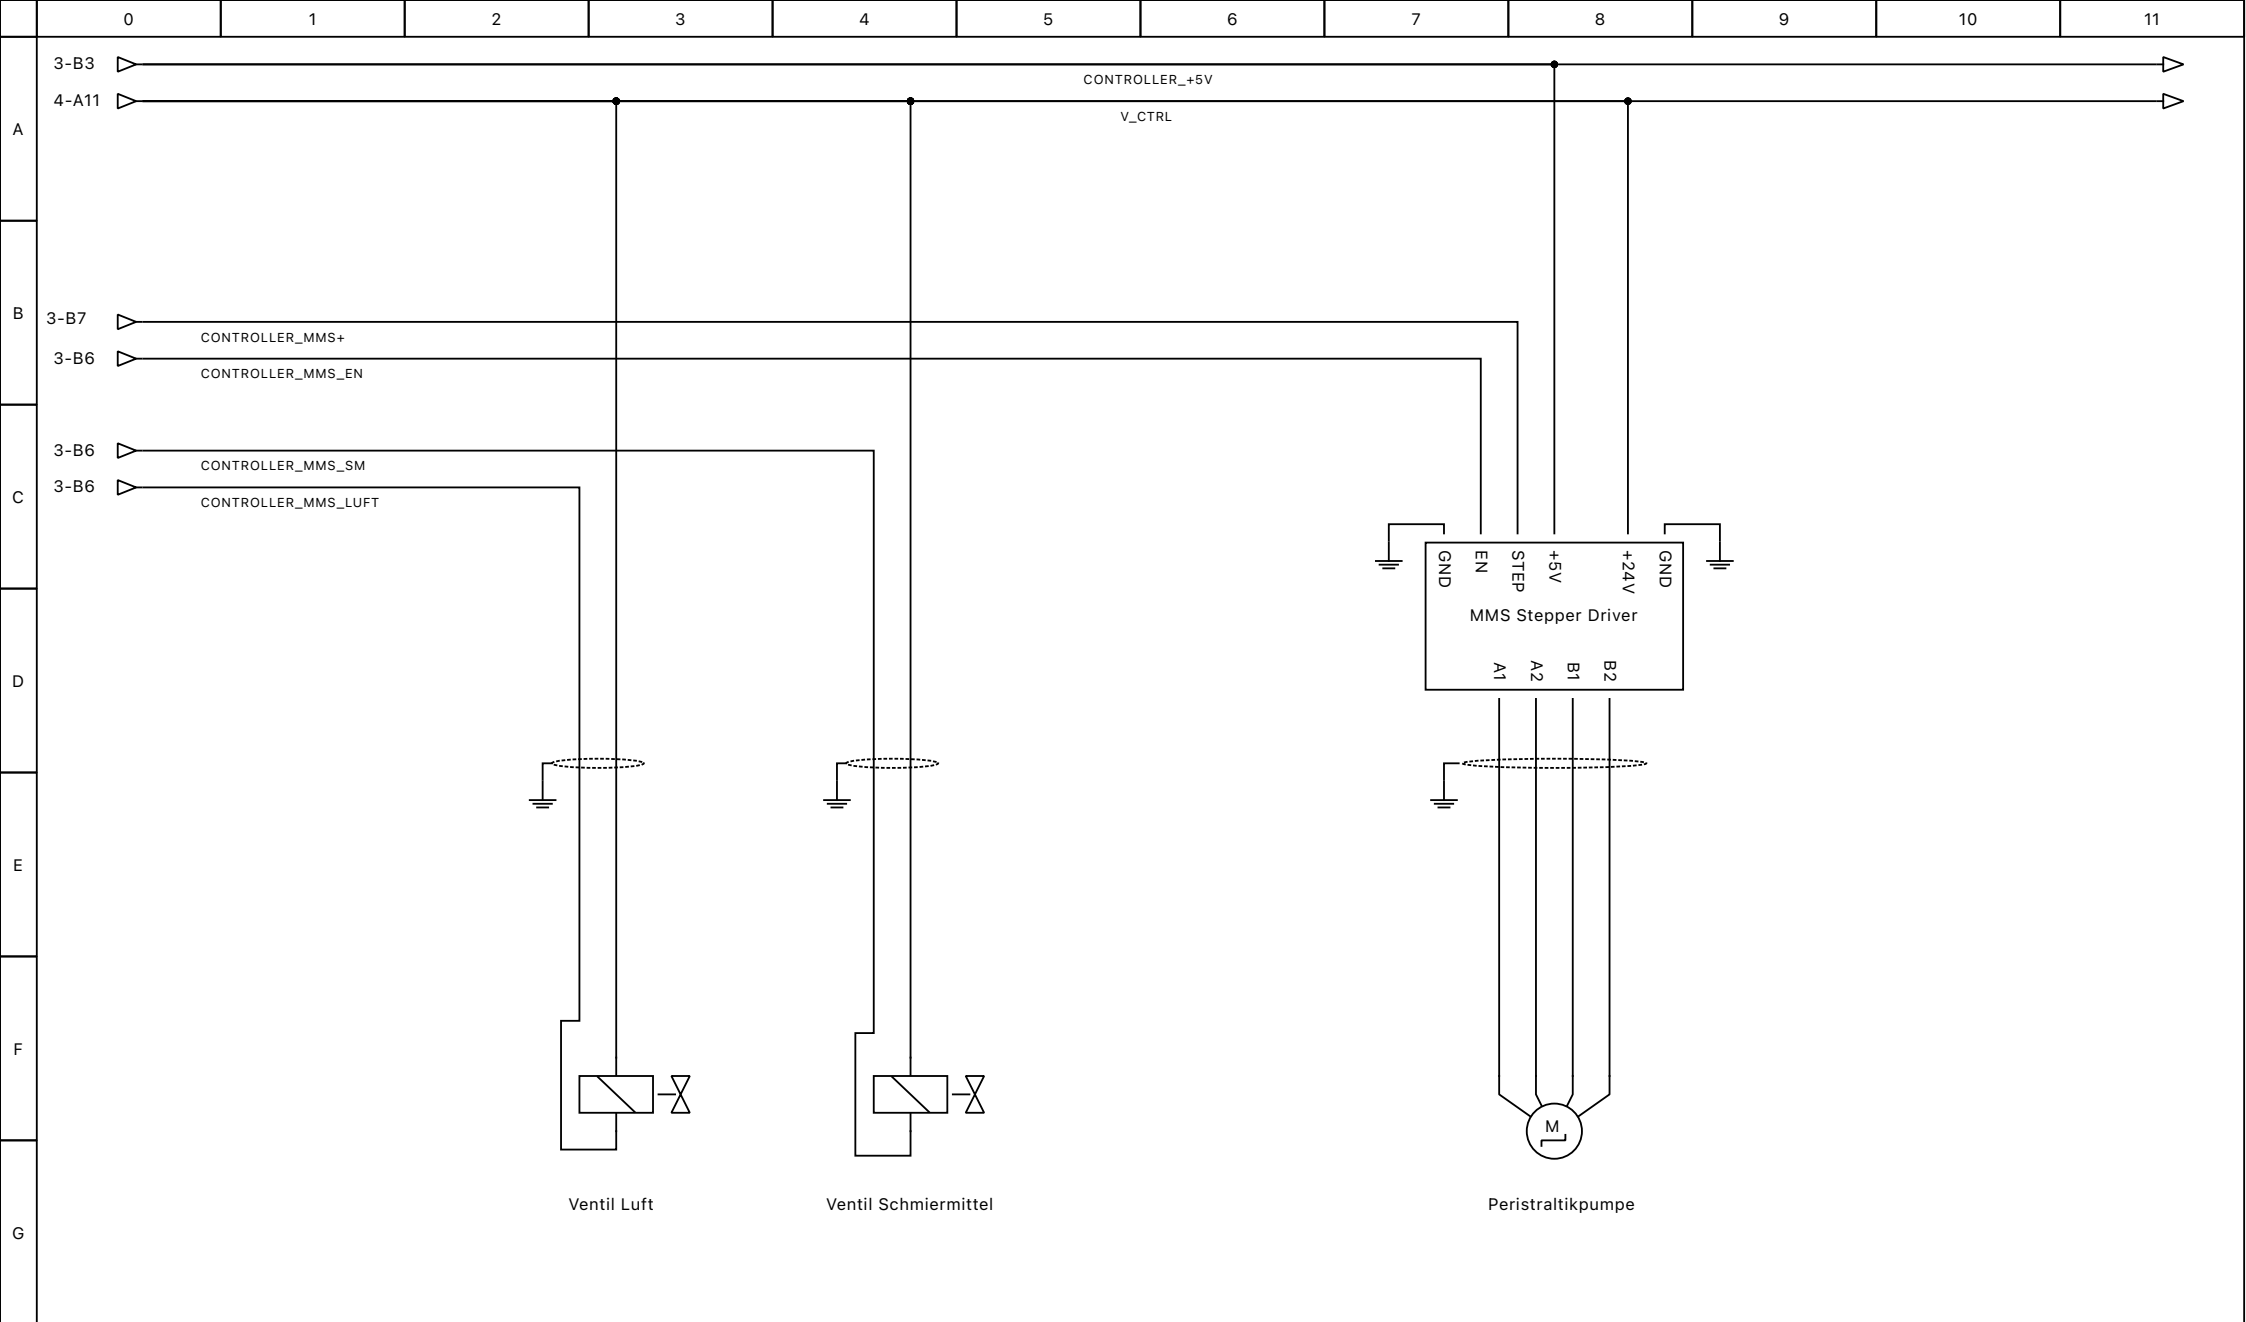 0 1 2 3 4 5 6 7 8 9 10 11
3-B3
CONTROLLER_+5V
4-A11
V_CTRL
A
B
3-B7
CONTROLLER_MMS+
3-B6
CONTROLLER_MMS_EN
3-B6
CONTROLLER_MMS_SM
3-B6
CONTROLLER_MMS_LUFT
C
GND EN STEP +5V +24V GND
MMS Stepper Driver
A1 A2 B1 B2
D
E
F
M
Ventil Luft
Ventil Schmiermittel
Peristraltikpumpe
G